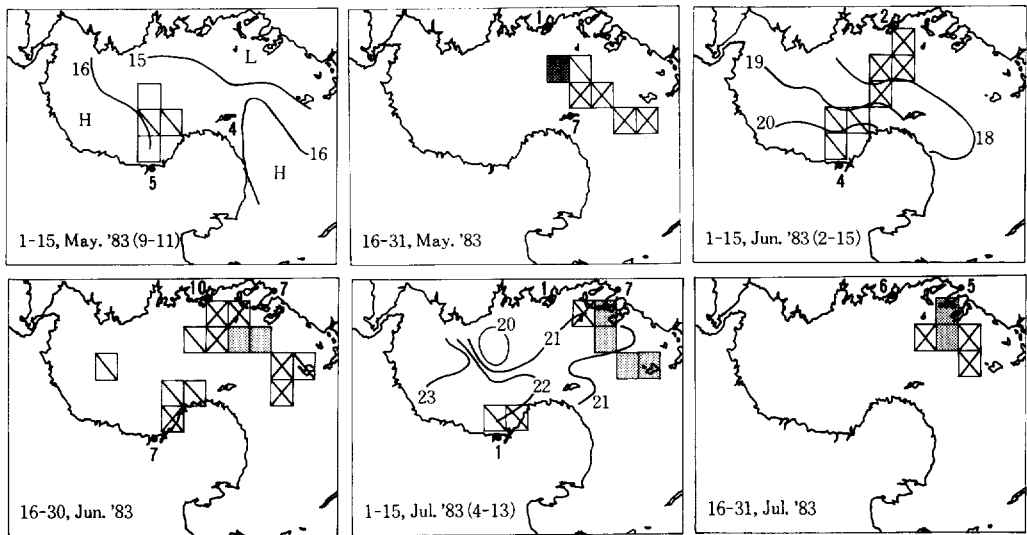 15
L
16
H
4
16
H
5
1-15, May. '83(9-11)
1
7
16-31, May. '83
2
19
20
18
4
1-15, Jun. '83(2-15)
10
7
7
16-30, Jun. '83
1
7
20
21
23
22
21
1
1-15, Jul. '83(4-13)
6
5
16-31, Jul. '83